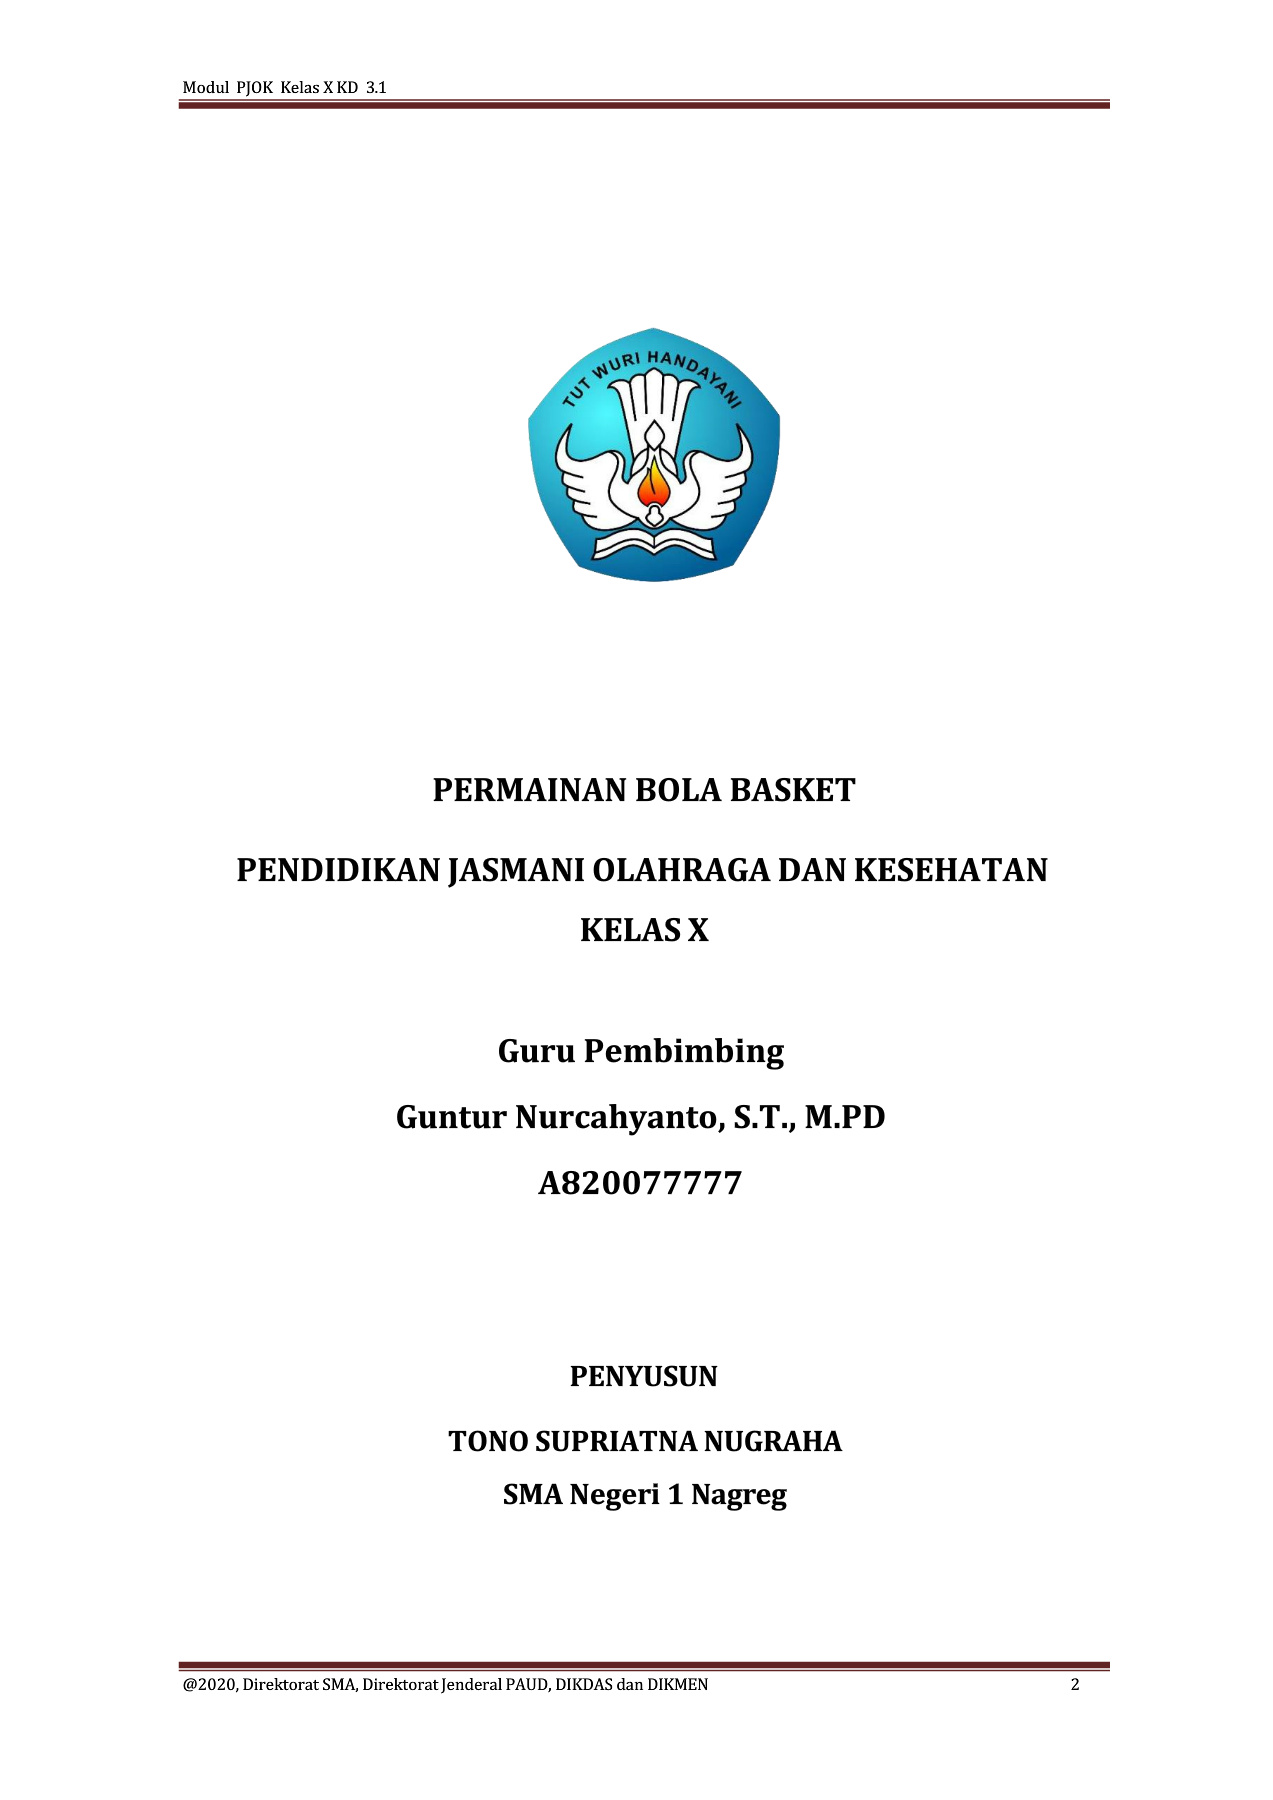 Modul PJOK Kelas X KD 3.1
TUT WURI HANDAYANI
PERMAINAN BOLA BASKET
PENDIDIKAN JASMANI OLAHRAGA DAN KESEHATAN
KELAS X
Guru Pembimbing
Guntur Nurcahyanto, S.T., M.PD
A820077777
PENYUSUN
TONO SUPRIATNA NUGRAHA
SMA Negeri 1 Nagreg
@2020, Direktorat SMA, Direktorat Jenderal PAUD, DIKDAS dan DIKMEN 2